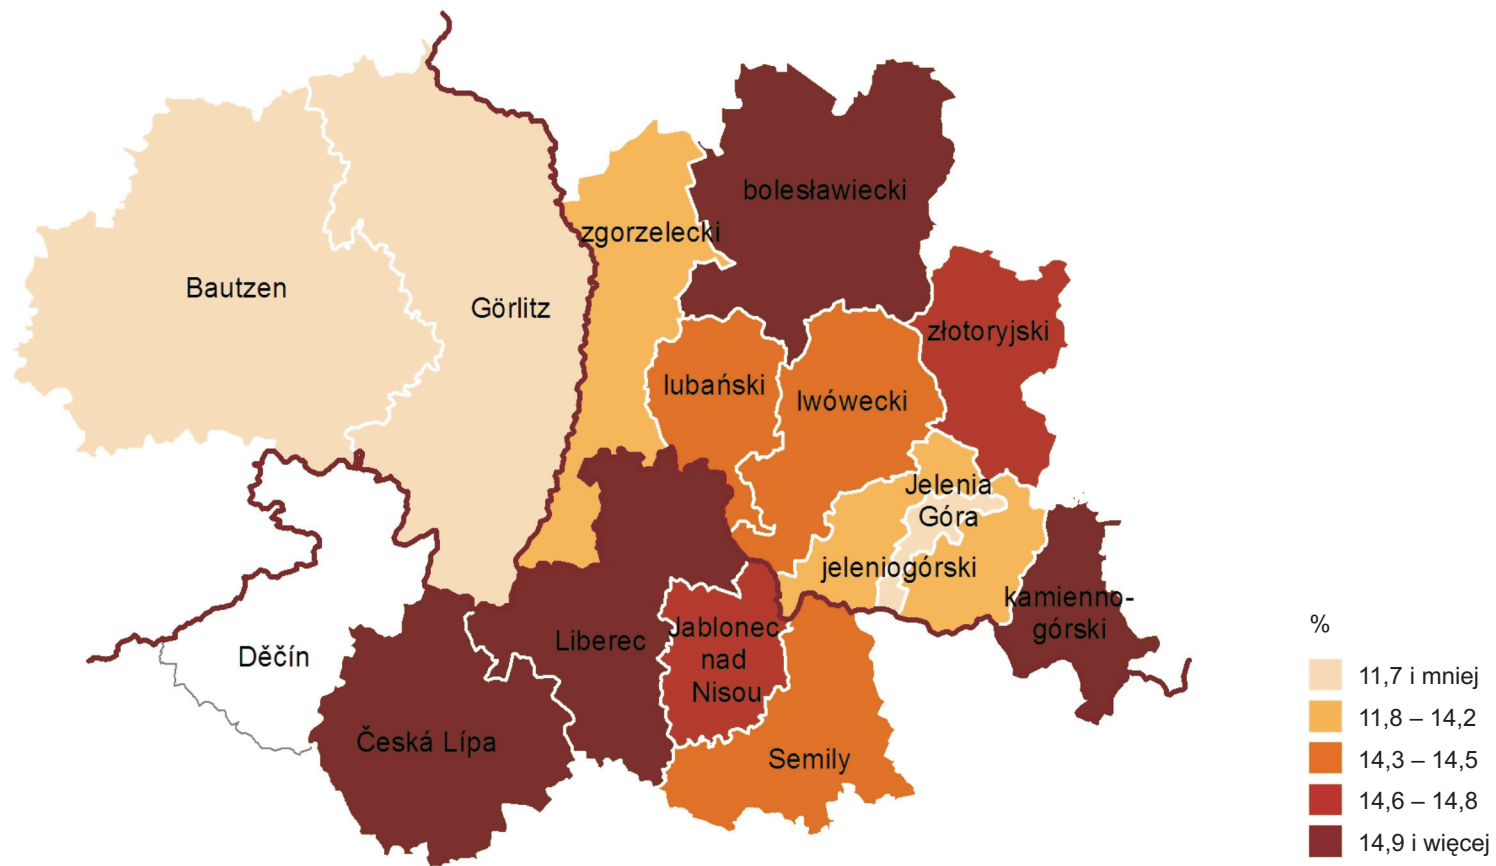 bolesławiecki
zgorzelecki
Bautzen
Görlitz
złotoryjski
lubański
lwówecki
Jelenia
Góra
jeleniogórski
kamienno-
górski
Liberec
Jablonec
nad
Nisou
Děčín
Česká Lípa
Semily
%
11,7 i mniej
11,8 – 14,2
14,3 – 14,5
14,6 – 14,8
14,9 i więcej